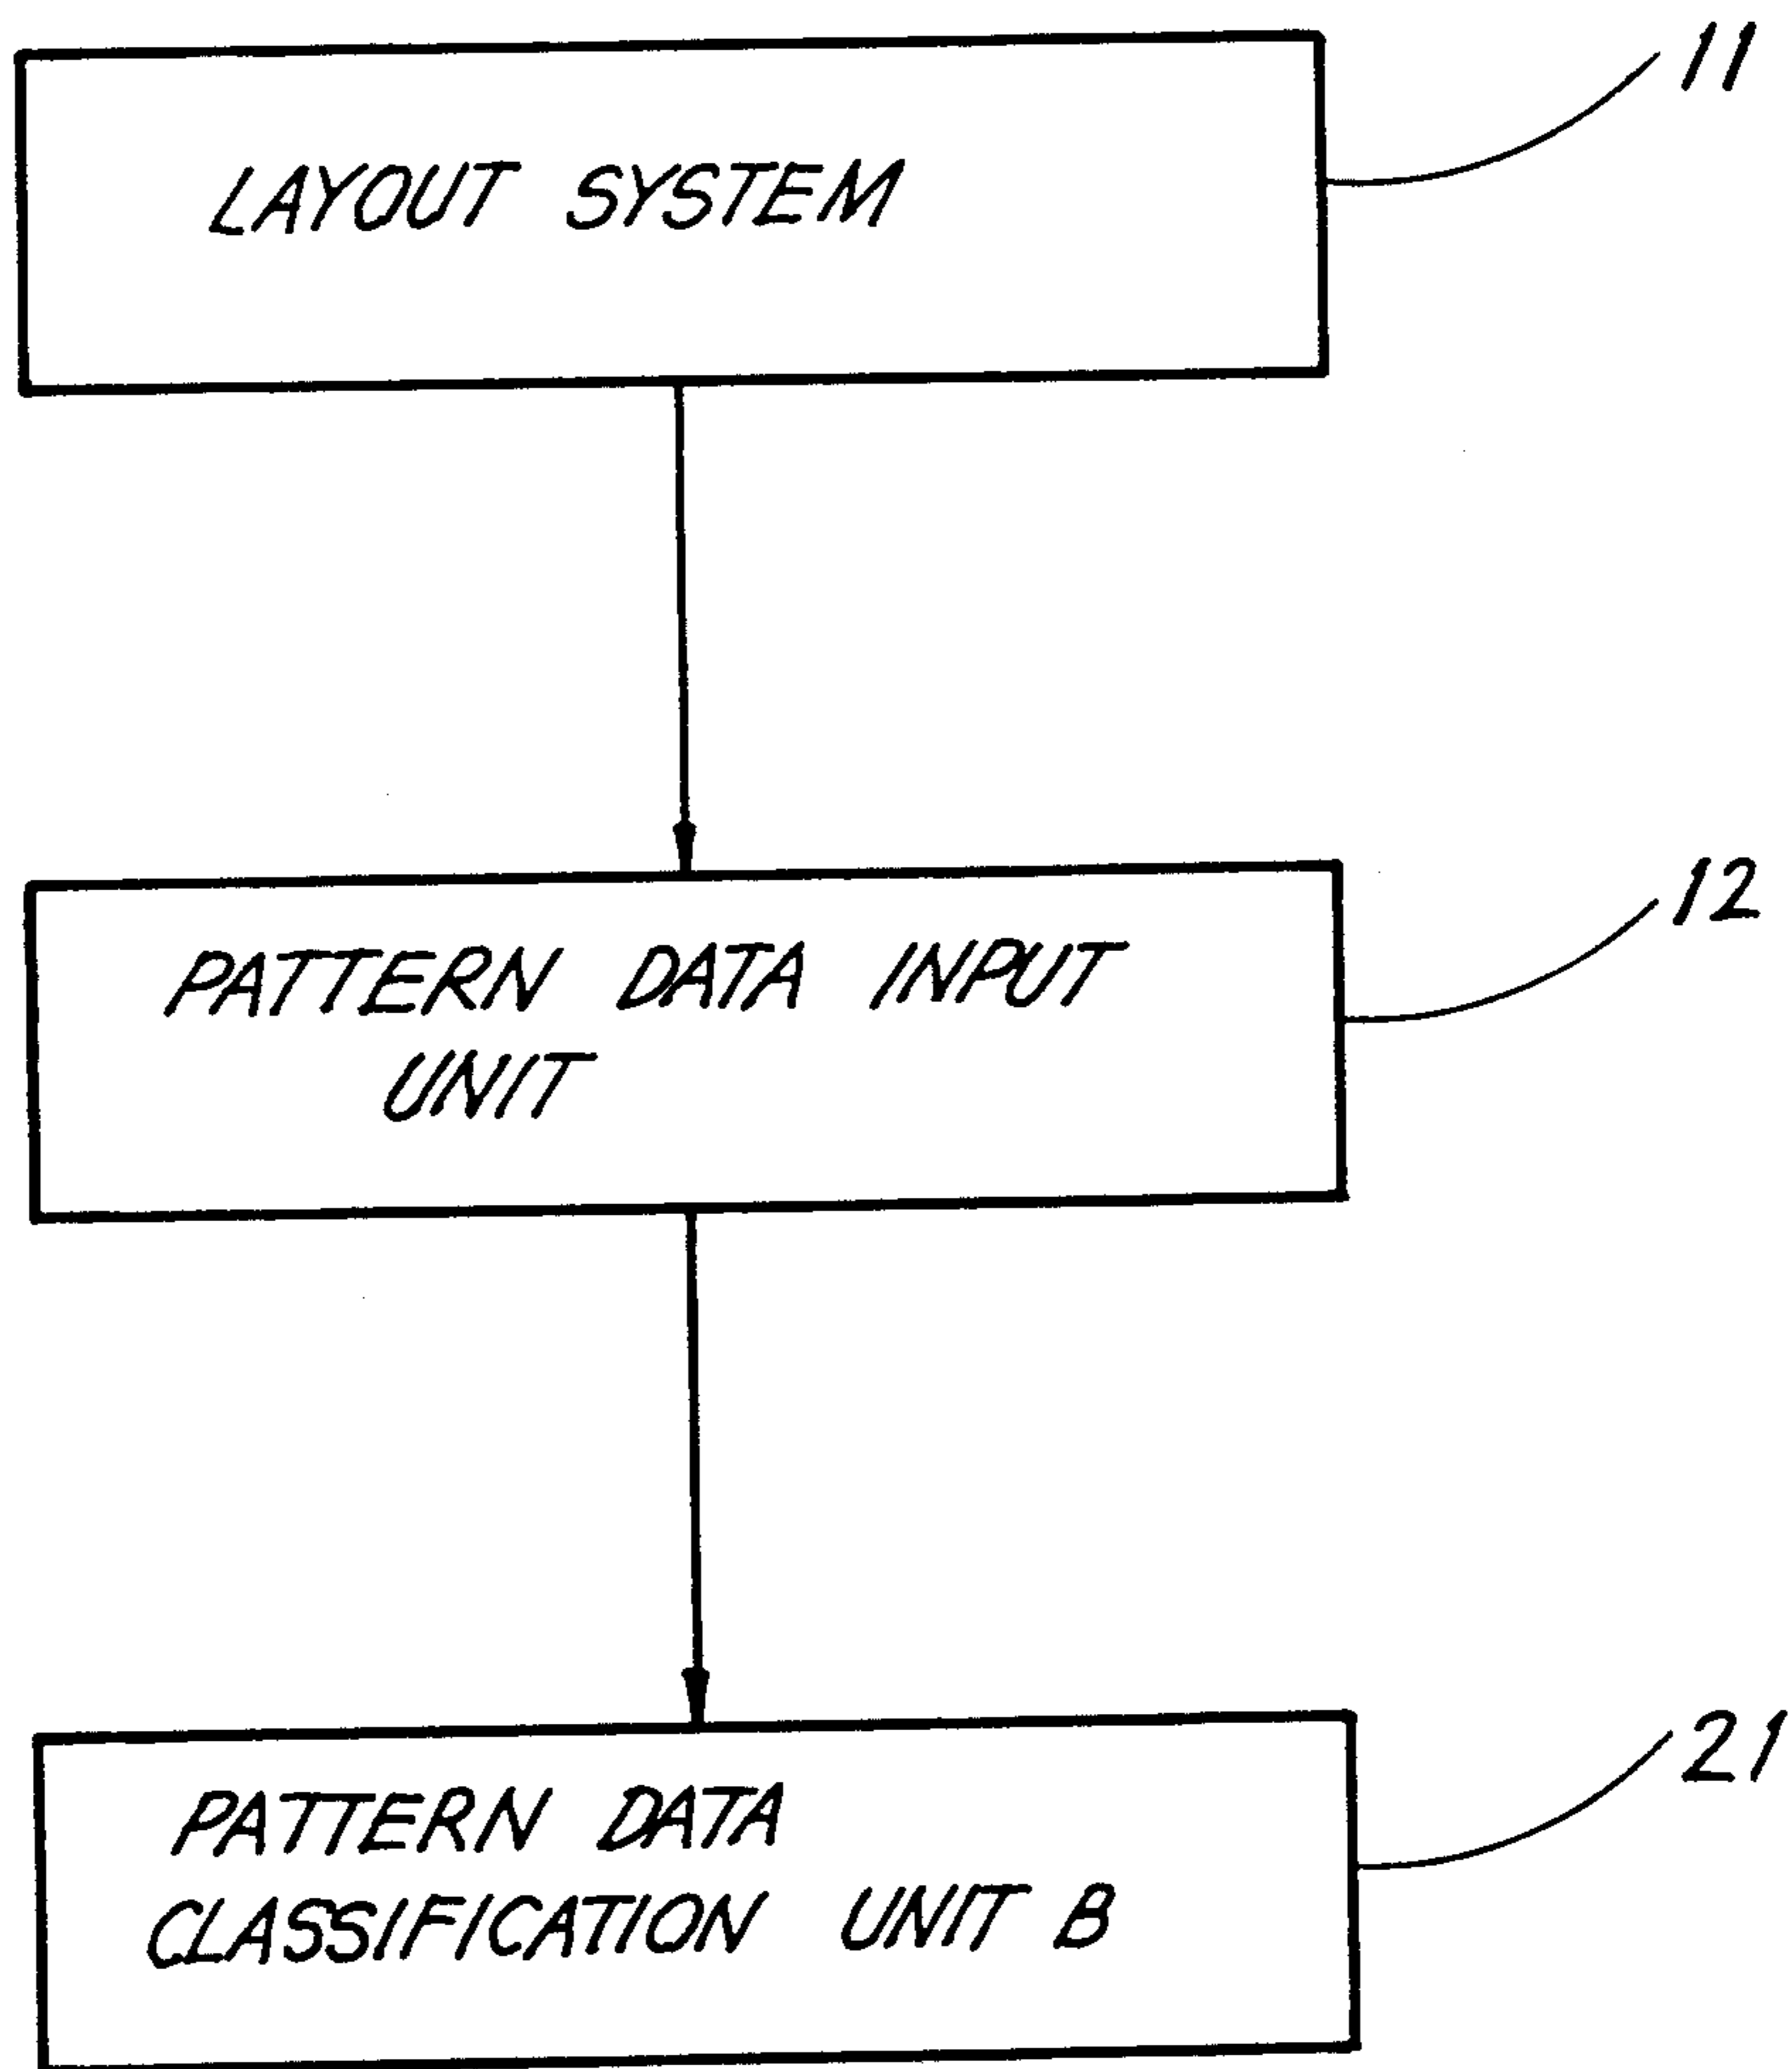 11
LAYOUT SYSTEM
12
PATTERN DATA INPUT
UNIT
21
PATTERN DATA
CLASSIFICATION UNIT B